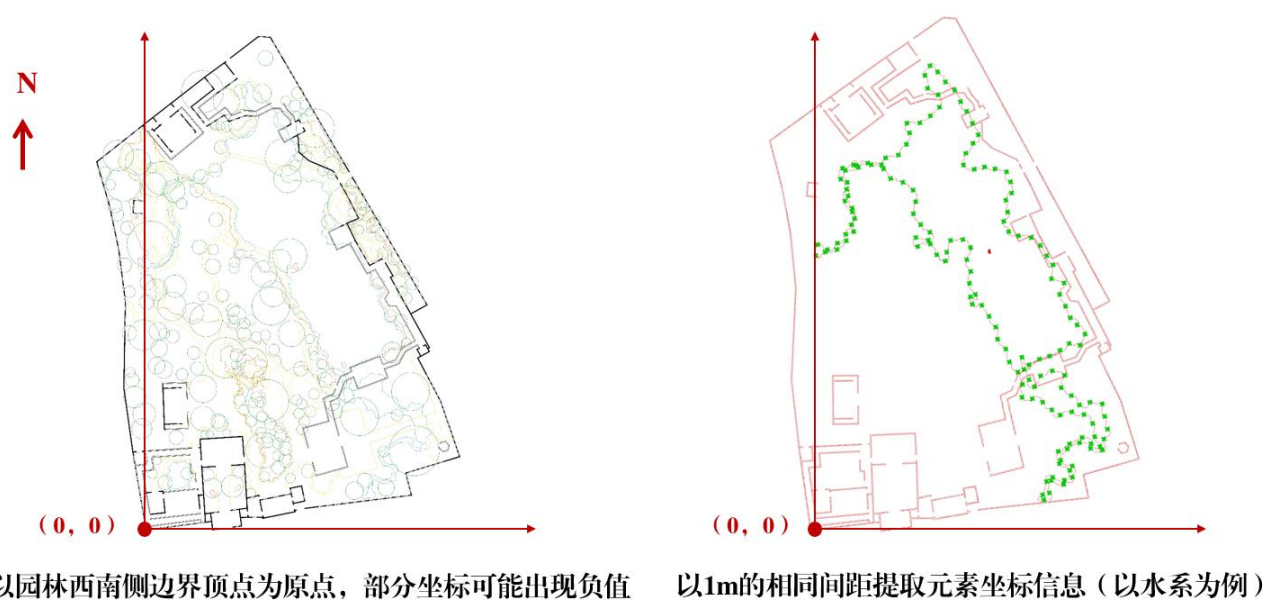 N
(0, 0)
(0, 0)
以园林西南侧边界顶点为原点，部分坐标可能出现负值
以1m的相同间距提取元素坐标信息（以水系为例）